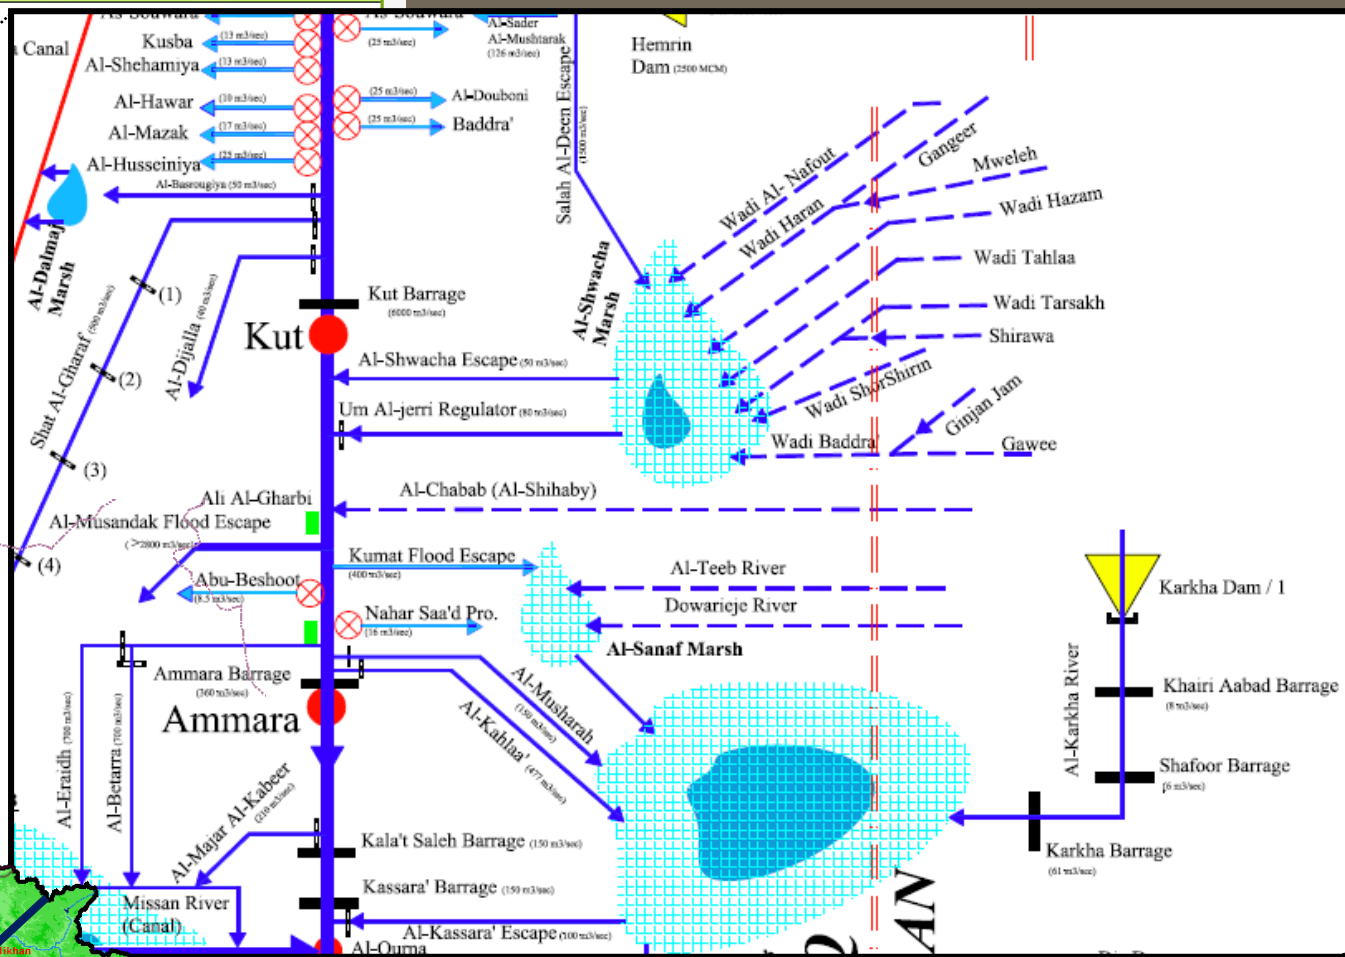 a Canal
As-Souwara
Kusba
(13 m3/sec)
Al-Shehamiya
(13 m3/sec)
Al-Hawar
(10 m3/sec)
Al-Mazak
(17 m3/sec)
Al-Husseiniya
(25 m3/sec)
Al-Basrougiya (50 m3/sec)
As-Souwara
(25 m3/sec)
(25 m3/sec)
Al-Douboni
(25 m3/sec)
Baddra'
Al-Sader
Al-Mushtarak
(126 m3/sec)
Salah Al-Deen Escape
(1500 m3/sec)
Hemrin
Dam (2500 MCM)
Wadi Al- Nafout
Wadi Haran
Gangeer
Mweleh
Wadi Hazam
Wadi Tahlaa
Wadi Tarsakh
Shirawa
Wadi ShorShirin
Ginjan Jam
Wadi Baddra'
Gawee
Al-Dalmaj
Marsh
Al-Shwacha
Marsh
(1)
(2)
(3)
(4)
Shat Al-Gharaf (500 m3/sec)
Al-Dijalla (40 m3/sec)
Kut Barrage
(6000 m3/sec)
Kut
Al-Shwacha Escape (50 m3/sec)
Um Al-jerri Regulator (80 m3/sec)
Al-Chabab (Al-Shihaby)
Ali Al-Gharbi
Al-Musandak Flood Escape
( >2800 m3/sec)
Kumat Flood Escape
(400 m3/sec)
Al-Teeb River
Abu-Beshoot
(8.5 m3/sec)
Nahar Saa'd Pro.
(16 m3/sec)
Dowarieje River
Al-Sanaf Marsh
Karkha Dam / 1
Al-Karkha River
Khairi Aabad Barrage
(8 m3/sec)
Shafoor Barrage
(6 m3/sec)
Karkha Barrage
(61 m3/sec)
Ammara Barrage
(360 m3/sec)
Ammara
Al-Musharah
(150 m3/sec)
Al-Kahlaa' (477 m3/sec)
Al-Eraidh (700 m3/sec)
Al-Betarra (700 m3/sec)
Al-Majar Al-Kabeer
(210 m3/sec)
Kala't Saleh Barrage (150 m3/sec)
Kassara' Barrage (150 m3/sec)
Missan River
(Canal)
Al-Kassara' Escape (100 m3/sec)
Al-Qurna
Q
AN
likhan